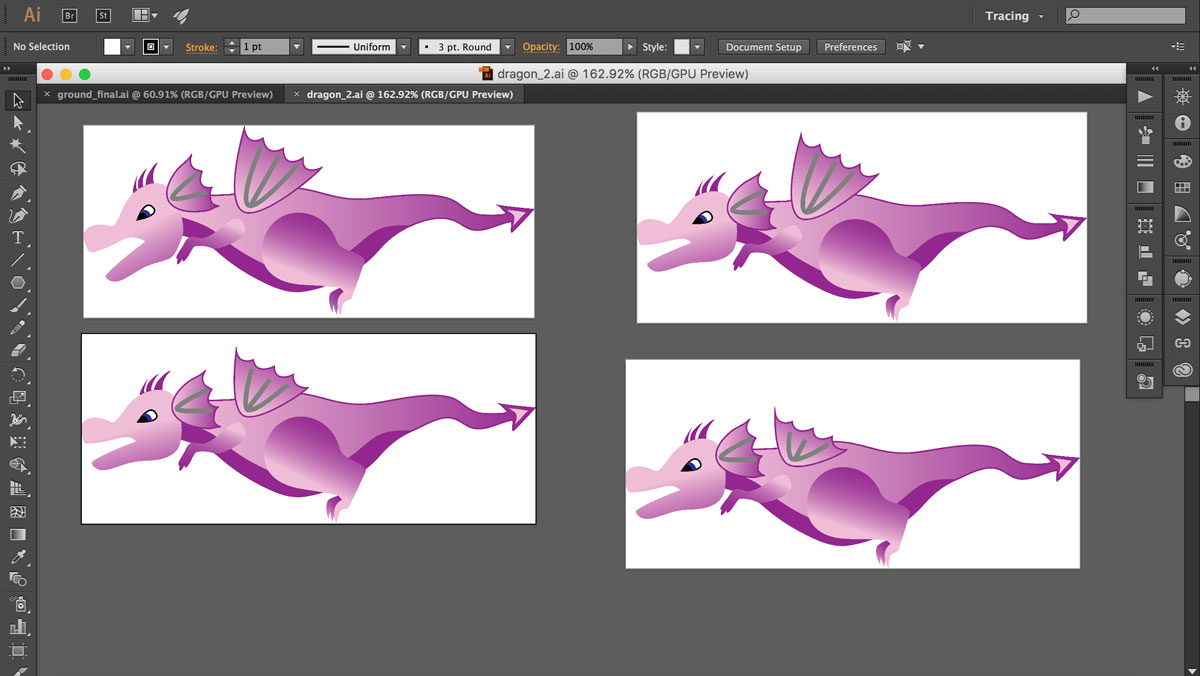 Ai Br St Tracing
No Selection Stroke: 1 pt Uniform 3 pt. Round Opacity: 100% Style: Document Setup Preferences
Ai dragon_2.ai @ 162.92% (RGB/GPU Preview)
× ground_final.ai @ 60.91% (RGB/GPU Preview) × dragon_2.ai @ 162.92% (RGB/GPU Preview)
T